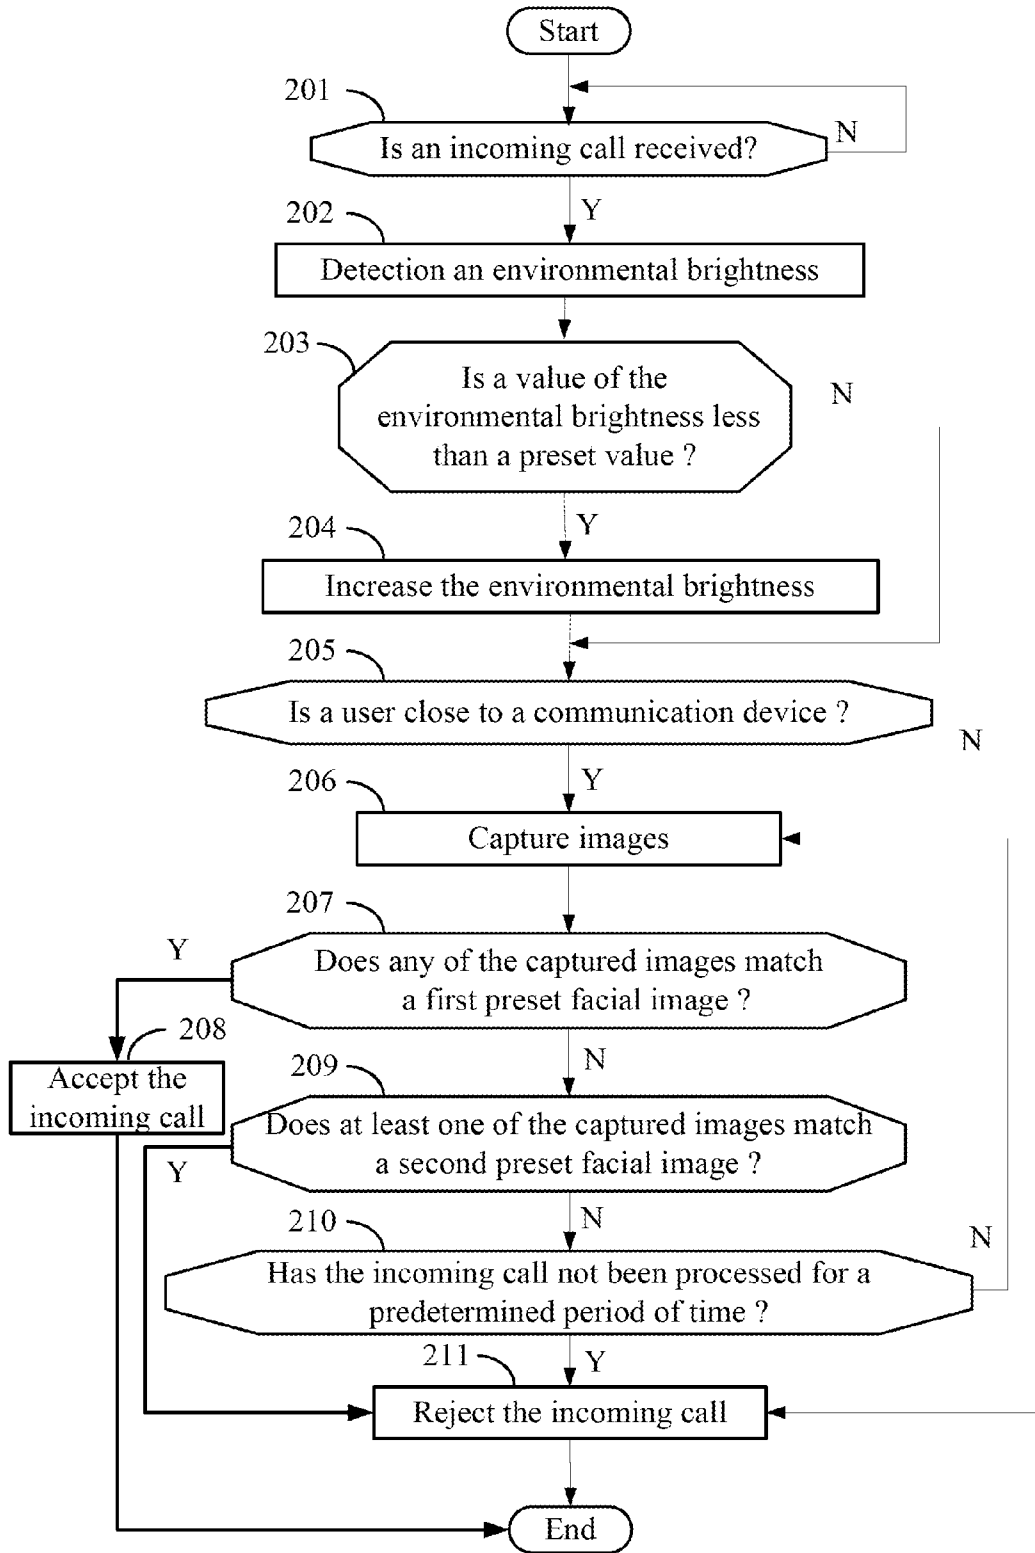 Start
201
Is an incoming call received?
N
Y
202
Detection an environmental brightness
203
Is a value of the
environmental brightness less
than a preset value ?
N
Y
204
Increase the environmental brightness
205
Is a user close to a communication device ?
N
Y
206
Capture images
207
Does any of the captured images match
a first preset facial image ?
Y
208
Accept the
incoming call
N
209
Does at least one of the captured images match
a second preset facial image ?
Y
N
210
Has the incoming call not been processed for a
predetermined period of time ?
N
Y
211
Reject the incoming call
End